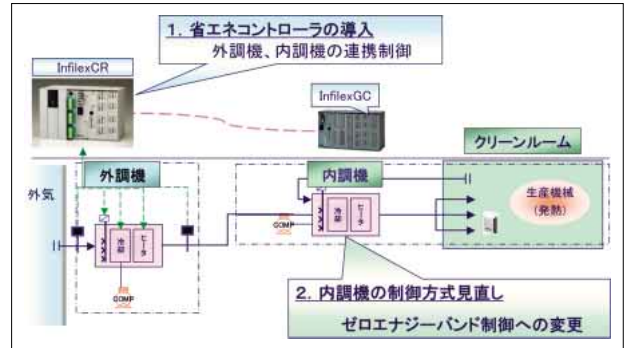 1. 省エネコントローラの導入
外調機、内調機の連携制御
InfilexCR
InfilexGC
クリーンルーム
外調機
内調機
外気
冷却
ヒータ
COMP
冷却
ヒータ
COMP
生産機械
(発熱)
2. 内調機の制御方式見直し
ゼロエナジーバンド制御への変更